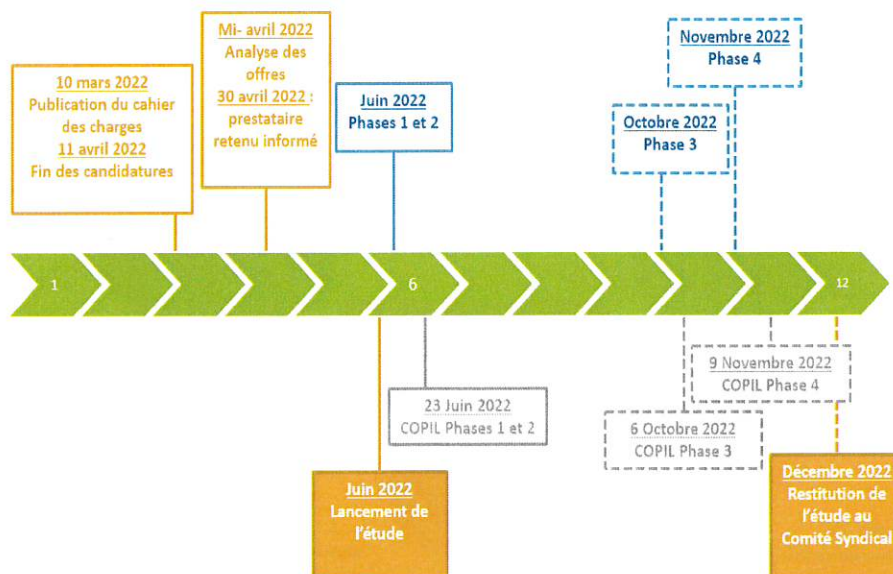 10 mars 2022
Publication du cahier
des charges
11 avril 2022
Fin des candidatures
Mi- avril 2022
Analyse des
offres
30 avril 2022 :
prestataire
retenu informé
Juin 2022
Phases 1 et 2
Octobre 2022
Phase 3
Novembre 2022
Phase 4
1
6
12
23 Juin 2022
COPIL Phases 1 et 2
Juin 2022
Lancement de
l'étude
6 Octobre 2022
COPIL Phase 3
9 Novembre 2022
COPIL Phase 4
Décembre 2022
Restitution de
l'étude au
Comité Syndical